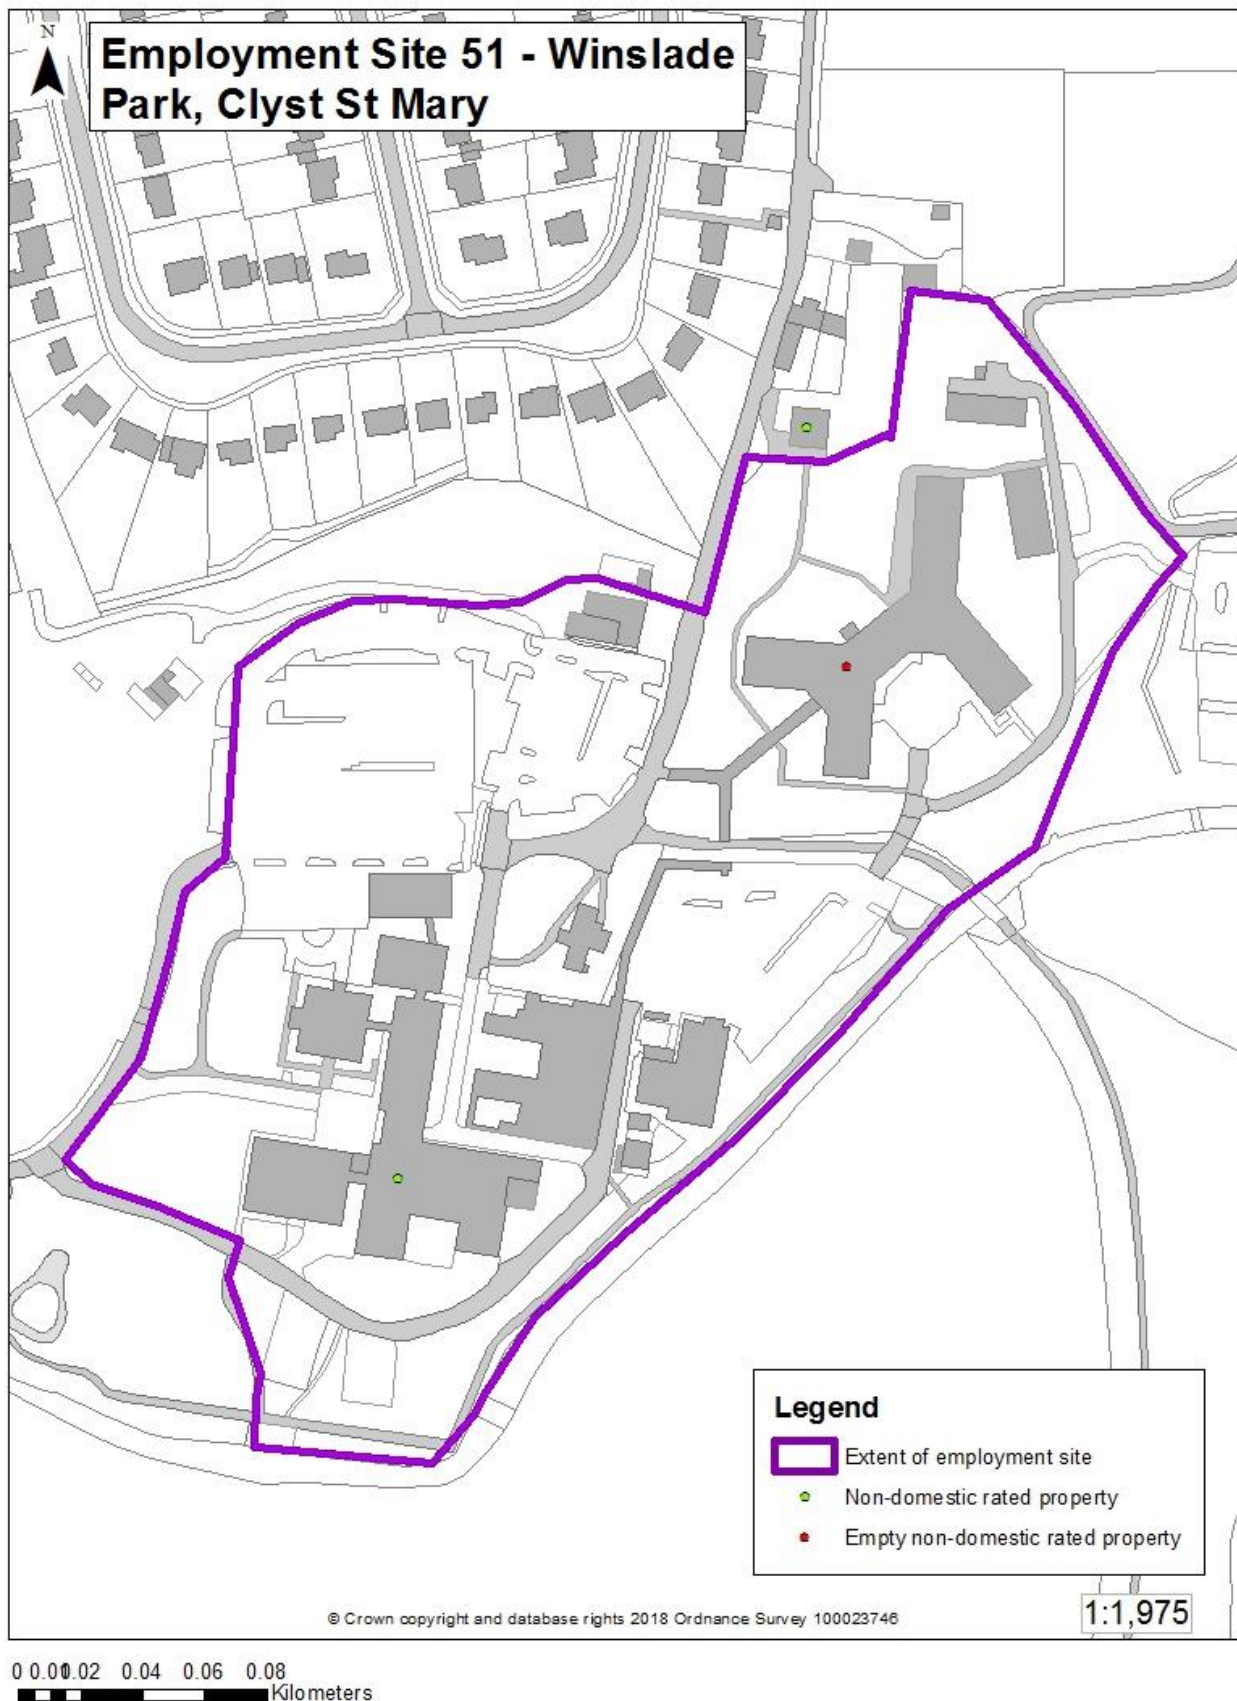 N
Employment Site 51 - Winslade
Park, Clyst St Mary
Legend
Extent of employment site
Non-domestic rated property
Empty non-domestic rated property
© Crown copyright and database rights 2018 Ordnance Survey 100023746
1:1,975
0 0.01 0.02 0.04 0.06 0.08
Kilometers